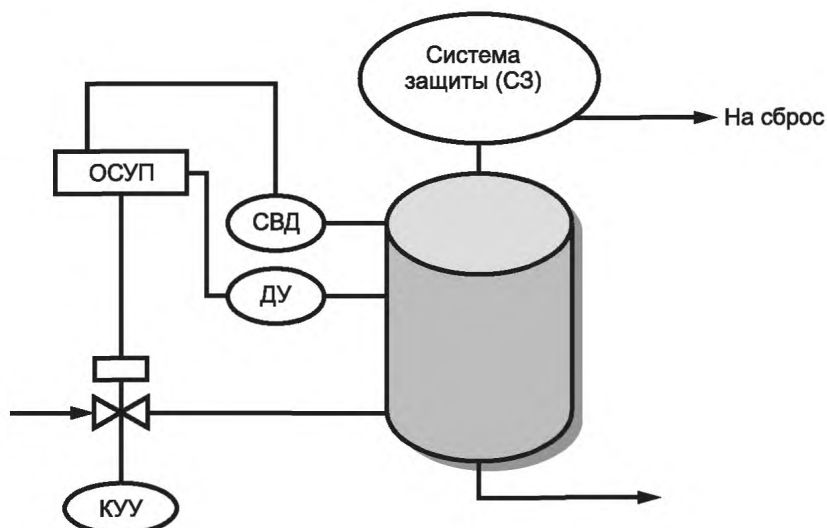 Система
защиты (СЗ)
На сброс
ОСУП
СВД
ДУ
КУУ